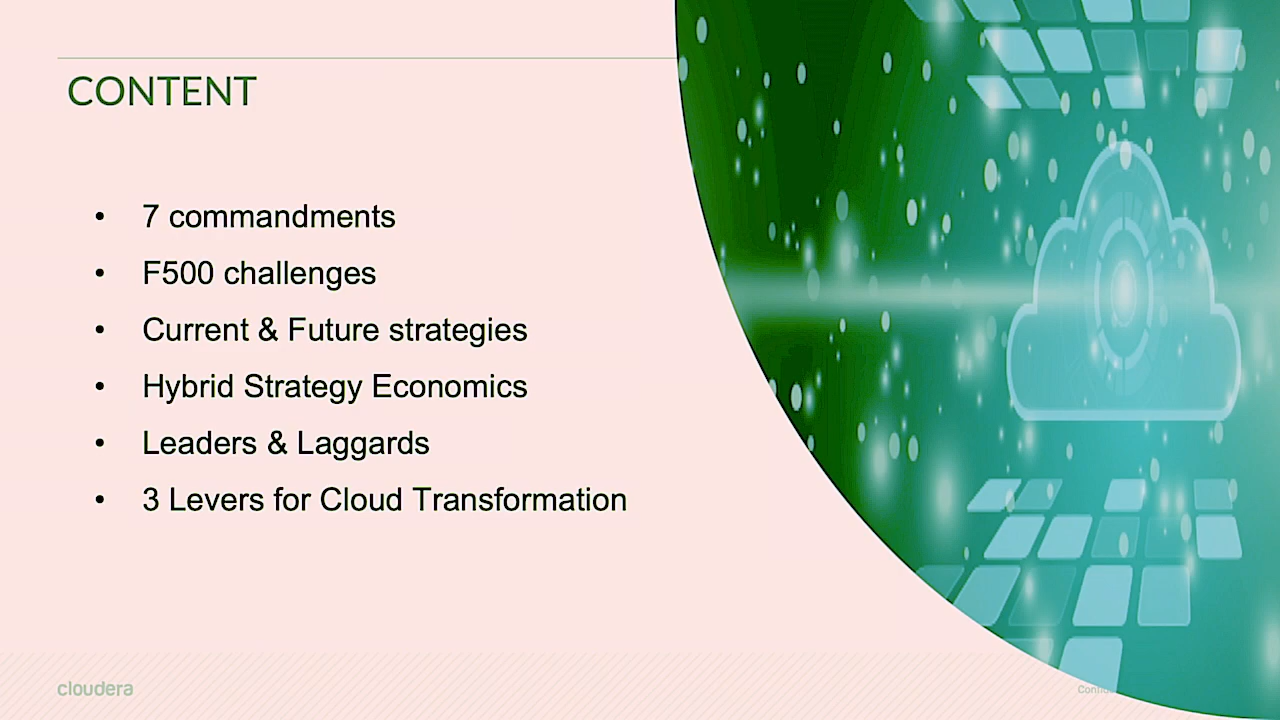 CONTENT
• 7 commandments
• F500 challenges
• Current & Future strategies
• Hybrid Strategy Economics
• Leaders & Laggards
• 3 Levers for Cloud Transformation
cloudera